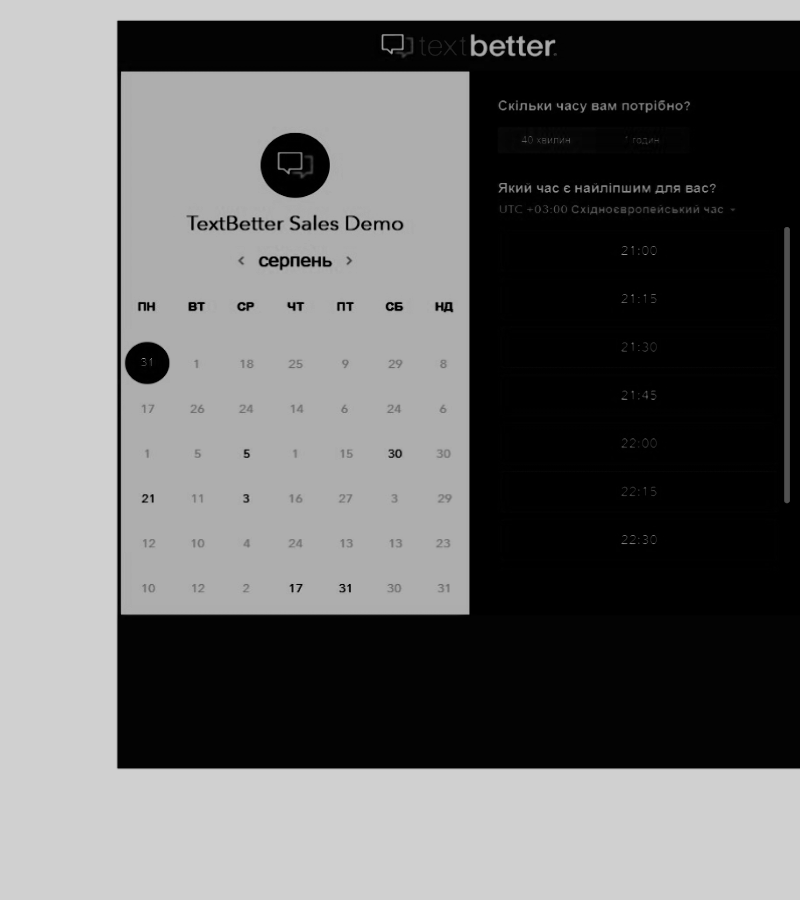 textbetter.
TextBetter Sales Demo
< серпень >
ПН ВТ СР ЧТ ПТ СБ НД
31 1 18 25 9 29 8
17 26 24 14 6 24 6
1 5 5 1 15 30 30
21 11 3 16 27 3 29
12 10 4 24 13 13 23
10 12 2 17 31 30 31
Скільки часу вам потрібно?
40 хвилин 1 годин
Який час є найліпшим для вас?
UTC +03:00 Східноєвропейський час
21:00
21:15
21:30
21:45
22:00
22:15
22:30